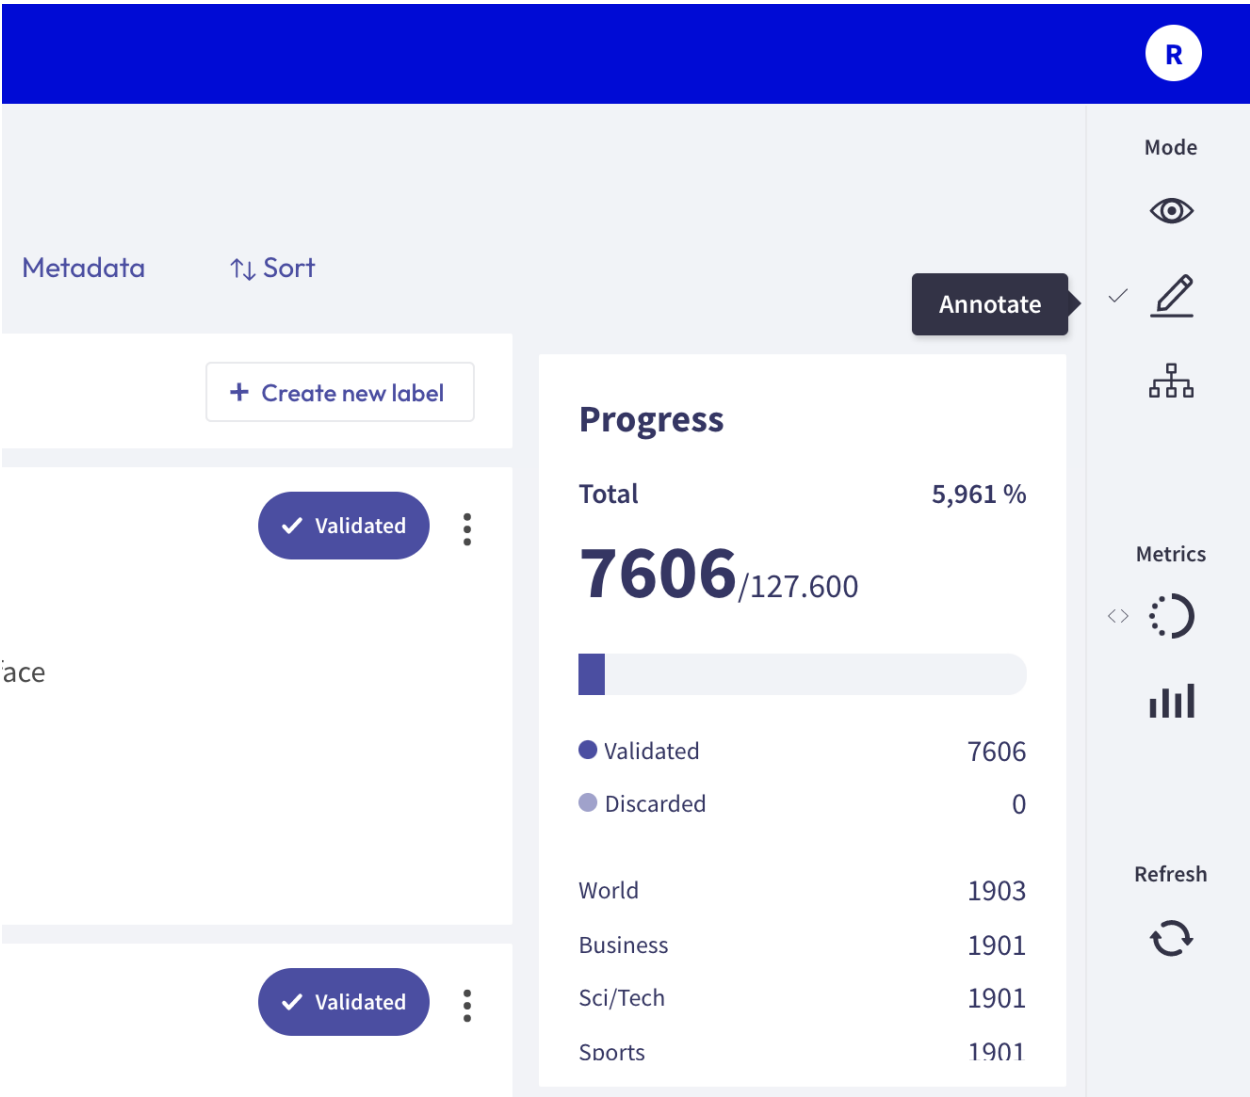 R
Mode
Metadata
Sort
Annotate
+ Create new label
Progress
Total 5,961 %
7606/127.600
Validated
Metrics
face
Validated 7606
Discarded 0
World 1903
Refresh
Business 1901
Sci/Tech 1901
Validated
Sports 1901